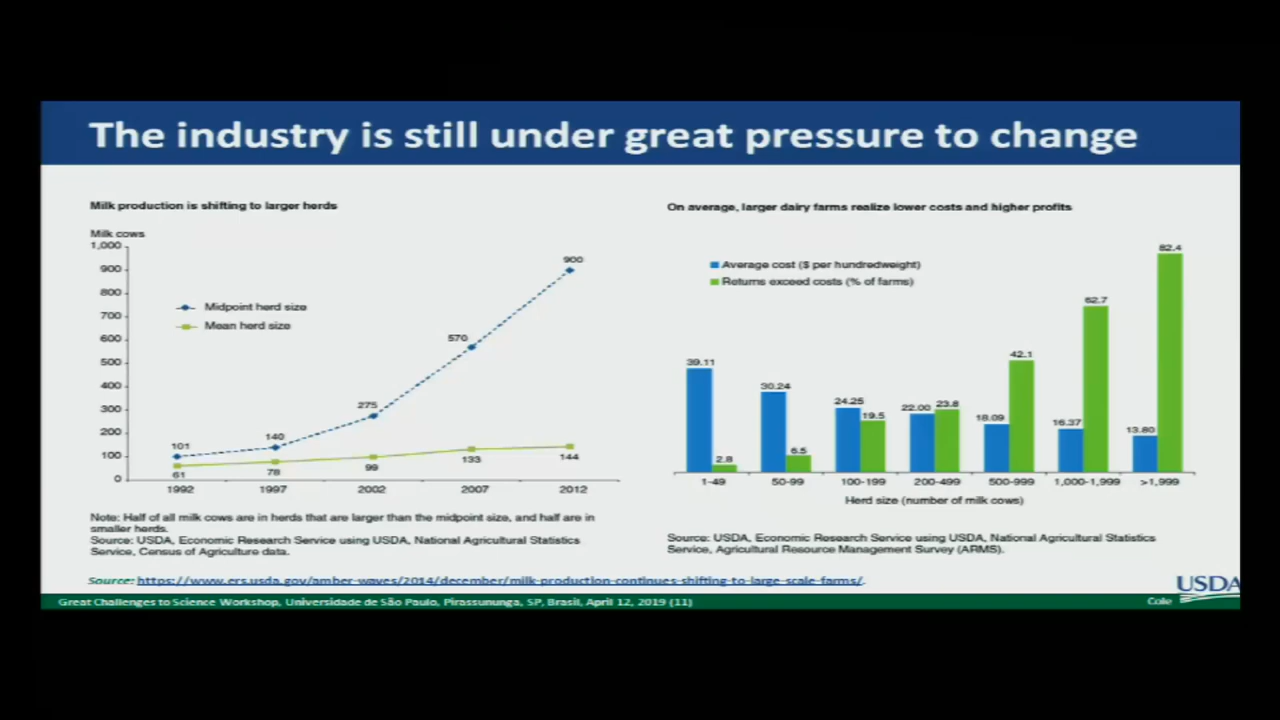 The industry is still under great pressure to change
Milk production is shifting to larger herds
Milk cows
1,000
900
800
700
600
500
400
300
200
100
0
Midpoint herd size
Mean herd size
101
140
275
570
900
61
78
99
133
144
1992
1997
2002
2007
2012
Note: Half of all milk cows are in herds that are larger than the midpoint size, and half are in
smaller herds.
Source: USDA, Economic Research Service using USDA, National Agricultural Statistics
Service, Census of Agriculture data.
On average, larger dairy farms realize lower costs and higher profits
Average cost ($ per hundredweight)
Returns exceed costs (% of farms)
39.11
2.8
30.24
6.5
24.25
19.5
22.00
23.8
18.09
42.1
16.37
62.7
13.80
82.4
1-49
50-99
100-199
200-499
500-999
1,000-1,999
>1,999
Herd size (number of milk cows)
Source: USDA, Economic Research Service using USDA, National Agricultural Statistics
Service, Agricultural Resource Management Survey (ARMS).
Source: https://www.ers.usda.gov/amber-waves/2014/december/milk-production-continues-shifting-to-large-scale-farms/.
USDA
Great Challenges to Science Workshop, Universidade de São Paulo, Pirassununga, SP, Brasil, April 12, 2019 (11)
Cole